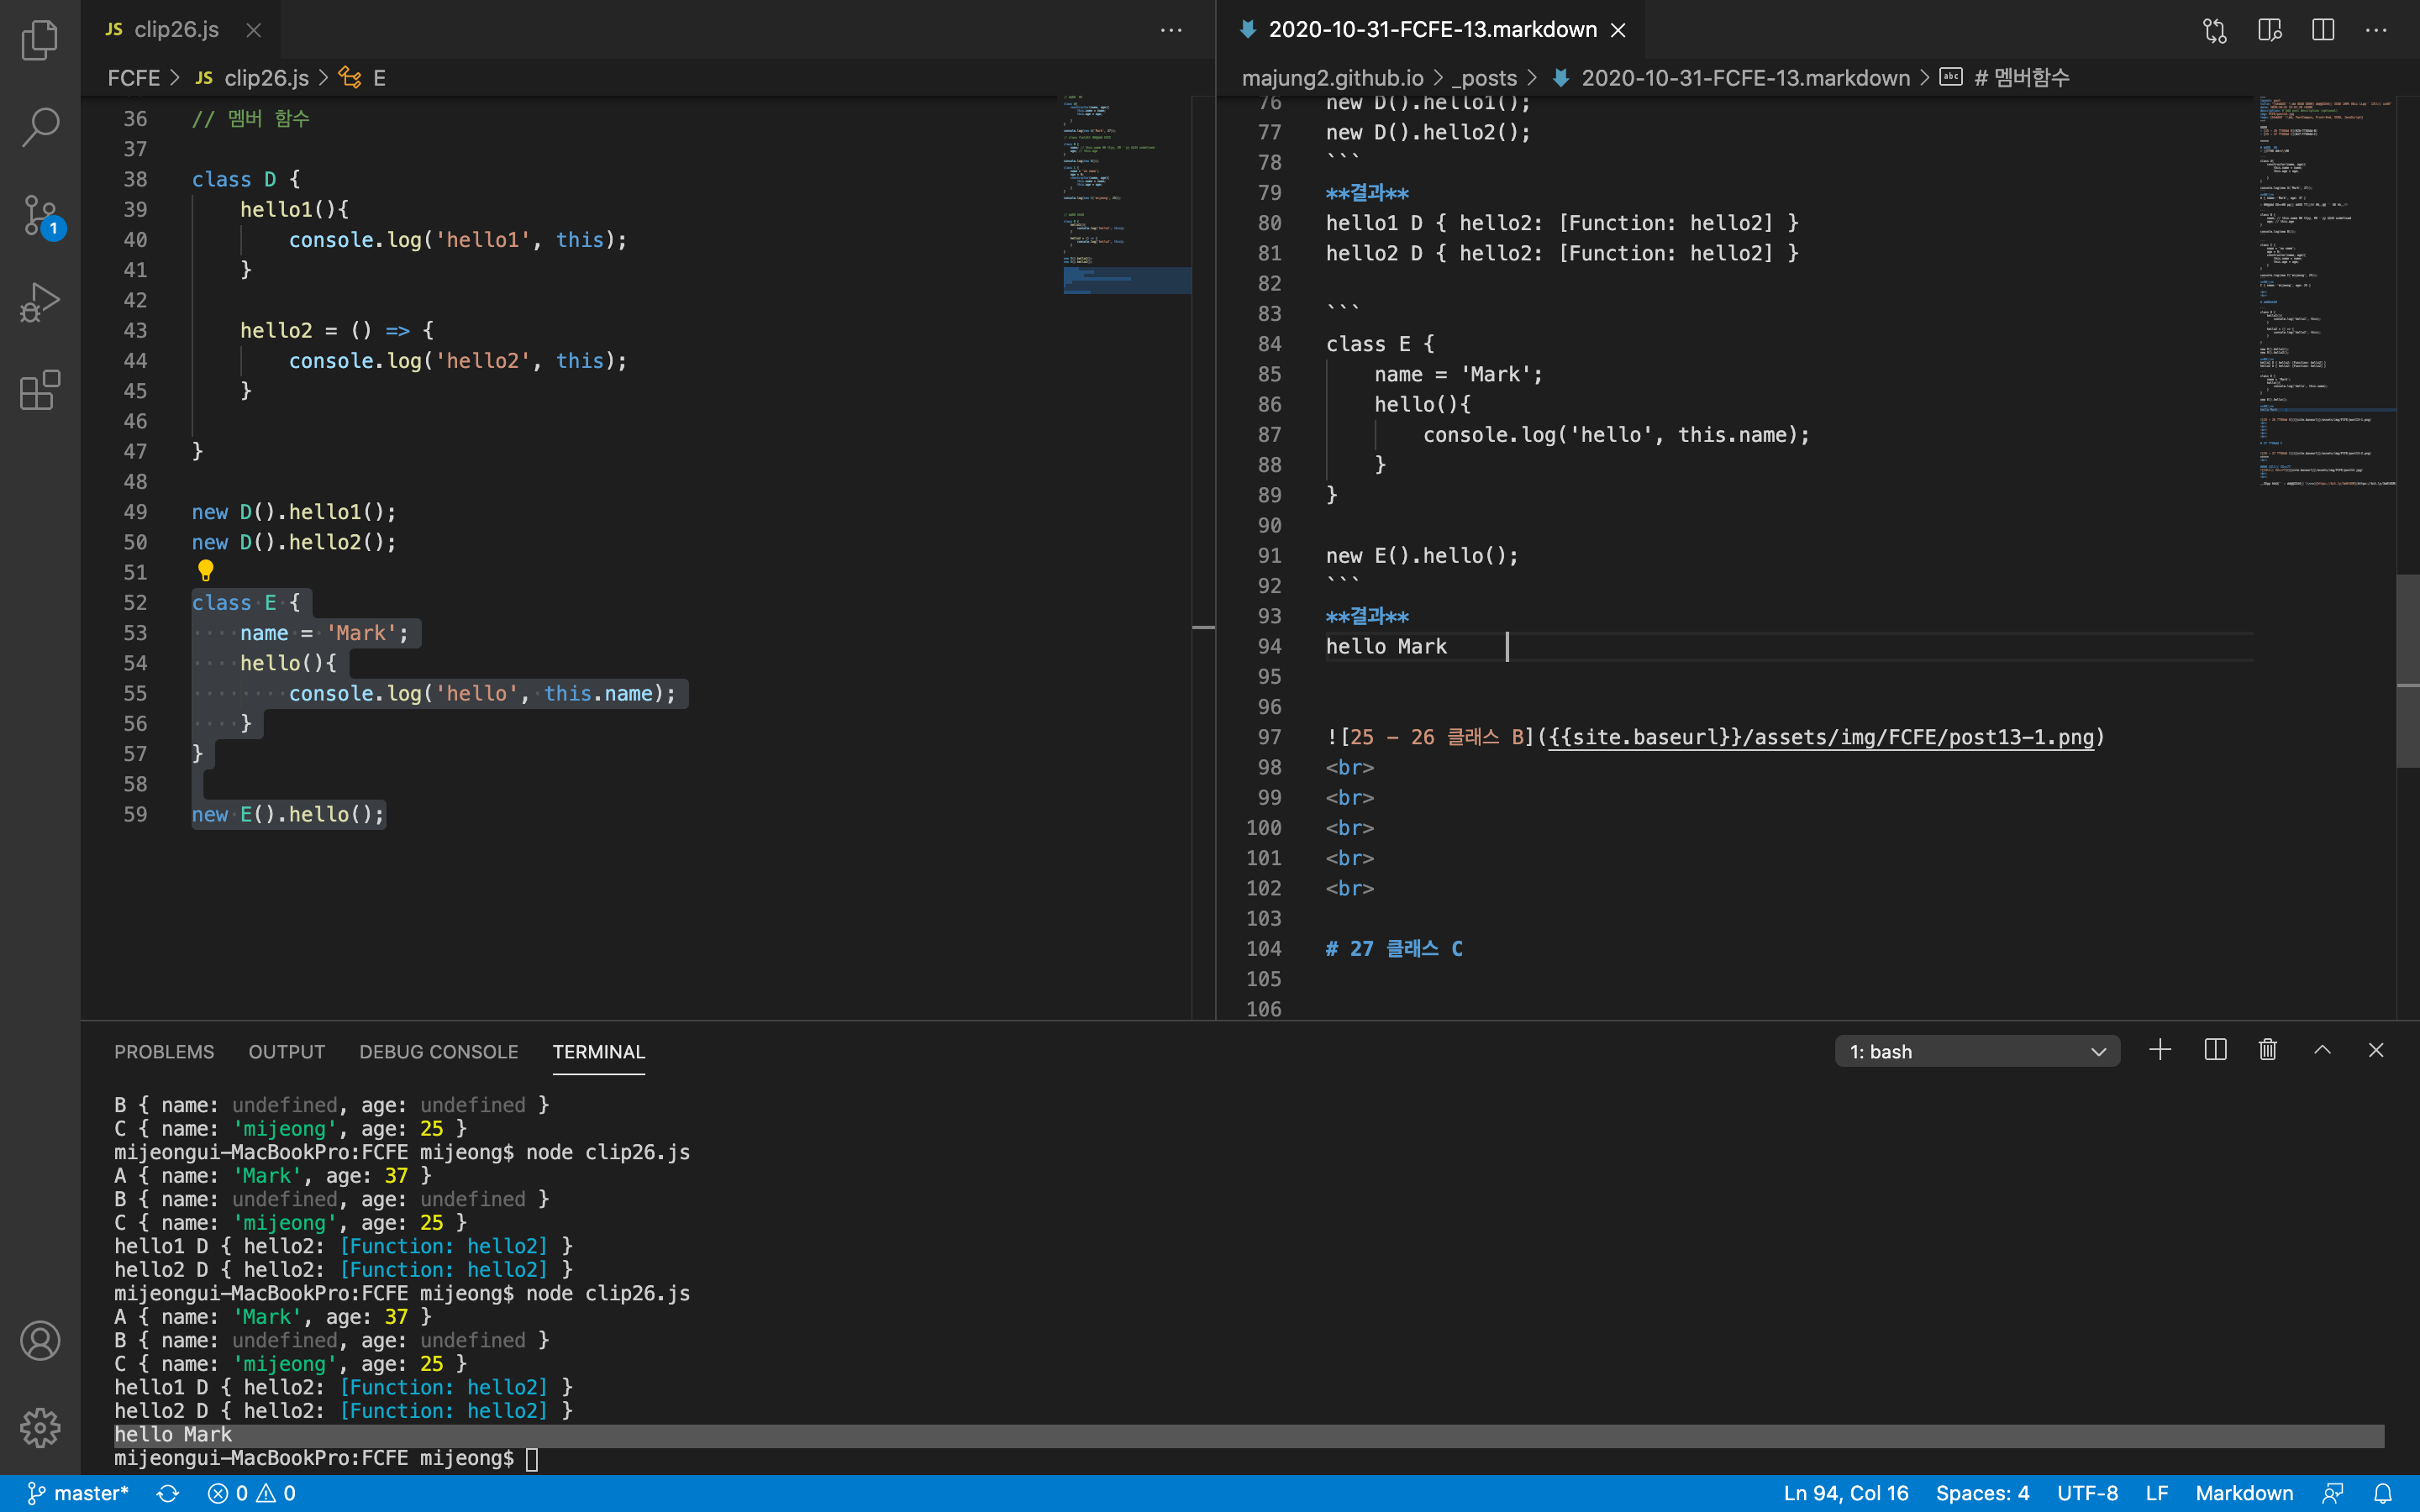 JS clip26.js
2020-10-31-FCFE-13.markdown
FCFE > JS clip26.js > E
majung2.github.io > _posts > 2020-10-31-FCFE-13.markdown > abc # 멤버함수
1
36 // 멤버 함수
37
38 class D {
39     hello1(){
40         console.log('hello1', this);
41     }
42
43     hello2 = () => {
44         console.log('hello2', this);
45     }
46
47 }
48
49 new D().hello1();
50 new D().hello2();
51
52 class E {
53     name = 'Mark';
54     hello(){
55         console.log('hello', this.name);
56     }
57 }
58
59 new E().hello();
76 new D().hello1();
77 new D().hello2();
78 ```
79 **결과**
80 hello1 D { hello2: [Function: hello2] }
81 hello2 D { hello2: [Function: hello2] }
82
83 ```
84 class E {
85     name = 'Mark';
86     hello(){
87         console.log('hello', this.name);
88     }
89 }
90
91 new E().hello();
92 ```
93 **결과**
94 hello Mark
95
96
97 ![25 - 26 클래스 B]({{site.baseurl}}/assets/img/FCFE/post13-1.png)
98 <br>
99 <br>
100 <br>
101 <br>
102 <br>
103
104 # 27 클래스 C
105
106
PROBLEMS OUTPUT DEBUG CONSOLE TERMINAL
1: bash
B { name: undefined, age: undefined }
C { name: 'mijeong', age: 25 }
mijeongui-MacBookPro:FCFE mijeong$ node clip26.js
A { name: 'Mark', age: 37 }
B { name: undefined, age: undefined }
C { name: 'mijeong', age: 25 }
hello1 D { hello2: [Function: hello2] }
hello2 D { hello2: [Function: hello2] }
mijeongui-MacBookPro:FCFE mijeong$ node clip26.js
A { name: 'Mark', age: 37 }
B { name: undefined, age: undefined }
C { name: 'mijeong', age: 25 }
hello1 D { hello2: [Function: hello2] }
hello2 D { hello2: [Function: hello2] }
hello Mark
mijeongui-MacBookPro:FCFE mijeong$
master* 0 0
Ln 94, Col 16 Spaces: 4 UTF-8 LF Markdown